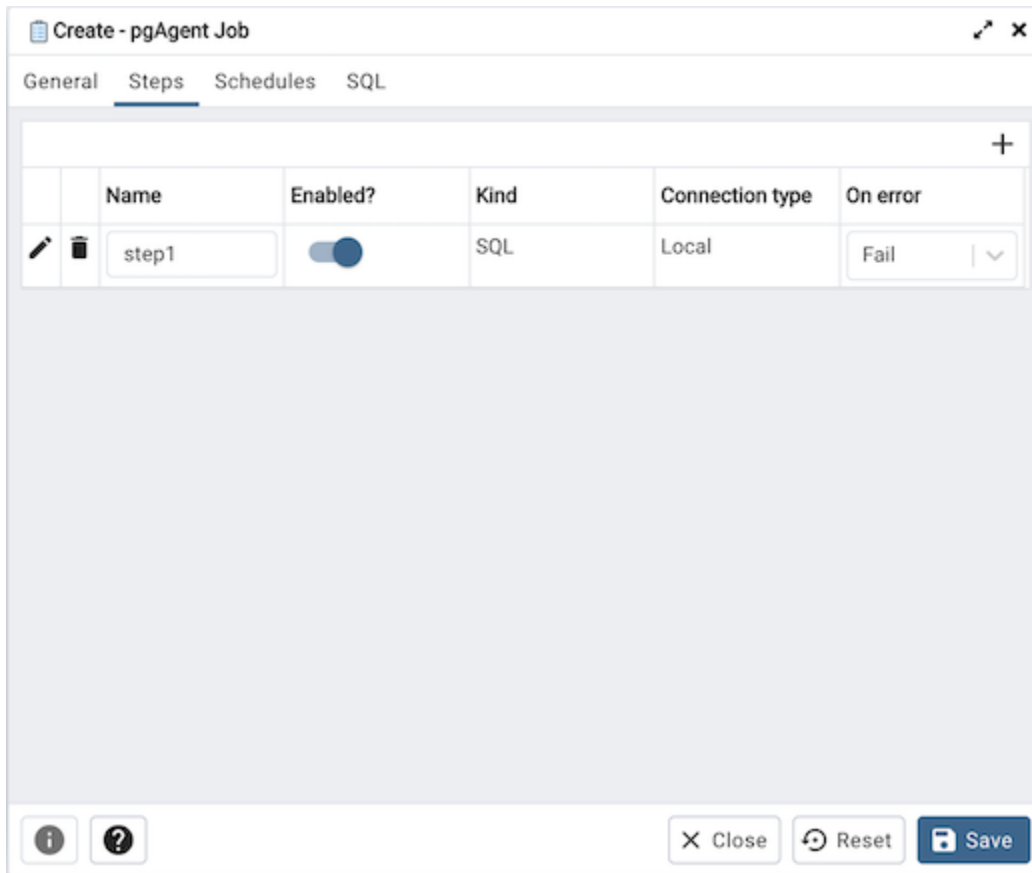 Create - pgAgent Job
General Steps Schedules SQL
Name Enabled? Kind Connection type On error
step1 SQL Local Fail
Close Reset Save